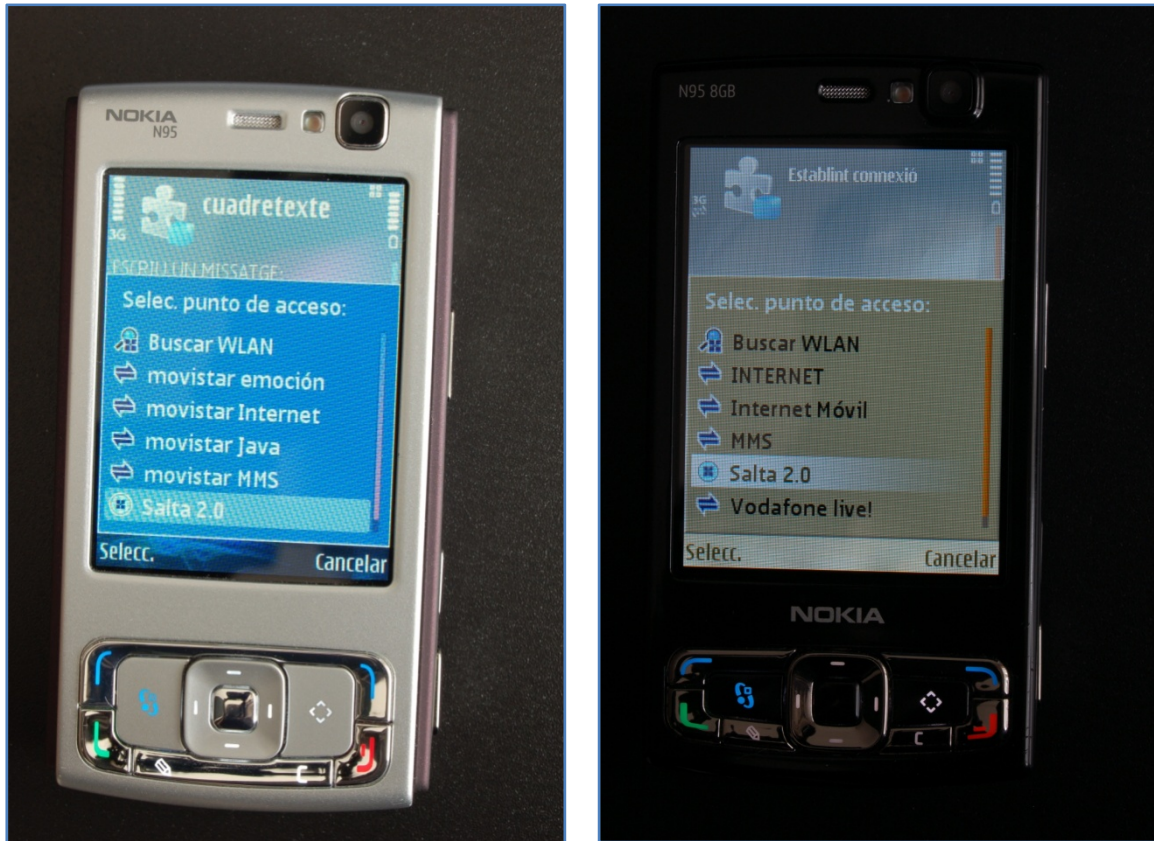 NOKIA
N95
3G
cuadretexte
ESCRIU UN MISSATGE:
Selec. punto de acceso:
Buscar WLAN
movistar emoción
movistar Internet
movistar Java
movistar MMS
Salta 2.0
Selecc. Cancelar
C
N95 8GB
3G
Establint connexió
Selec. punto de acceso:
Buscar WLAN
INTERNET
Internet Móvil
MMS
Salta 2.0
Vodafone live!
Selecc. Cancelar
NOKIA
C